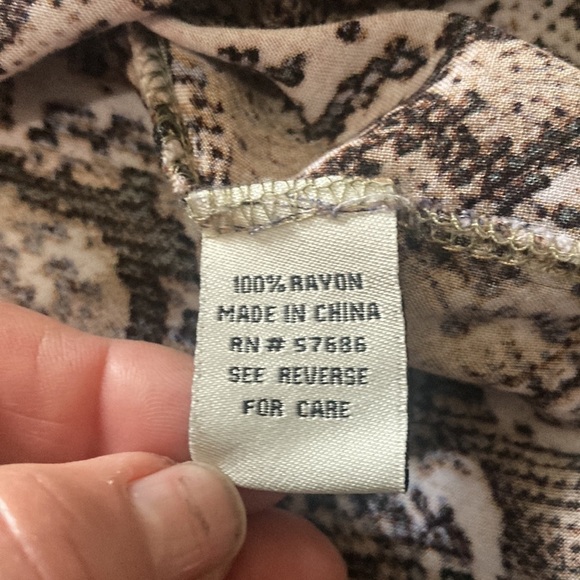 100% RAYON
MADE IN CHINA
RN # 57686
SEE REVERSE
FOR CARE